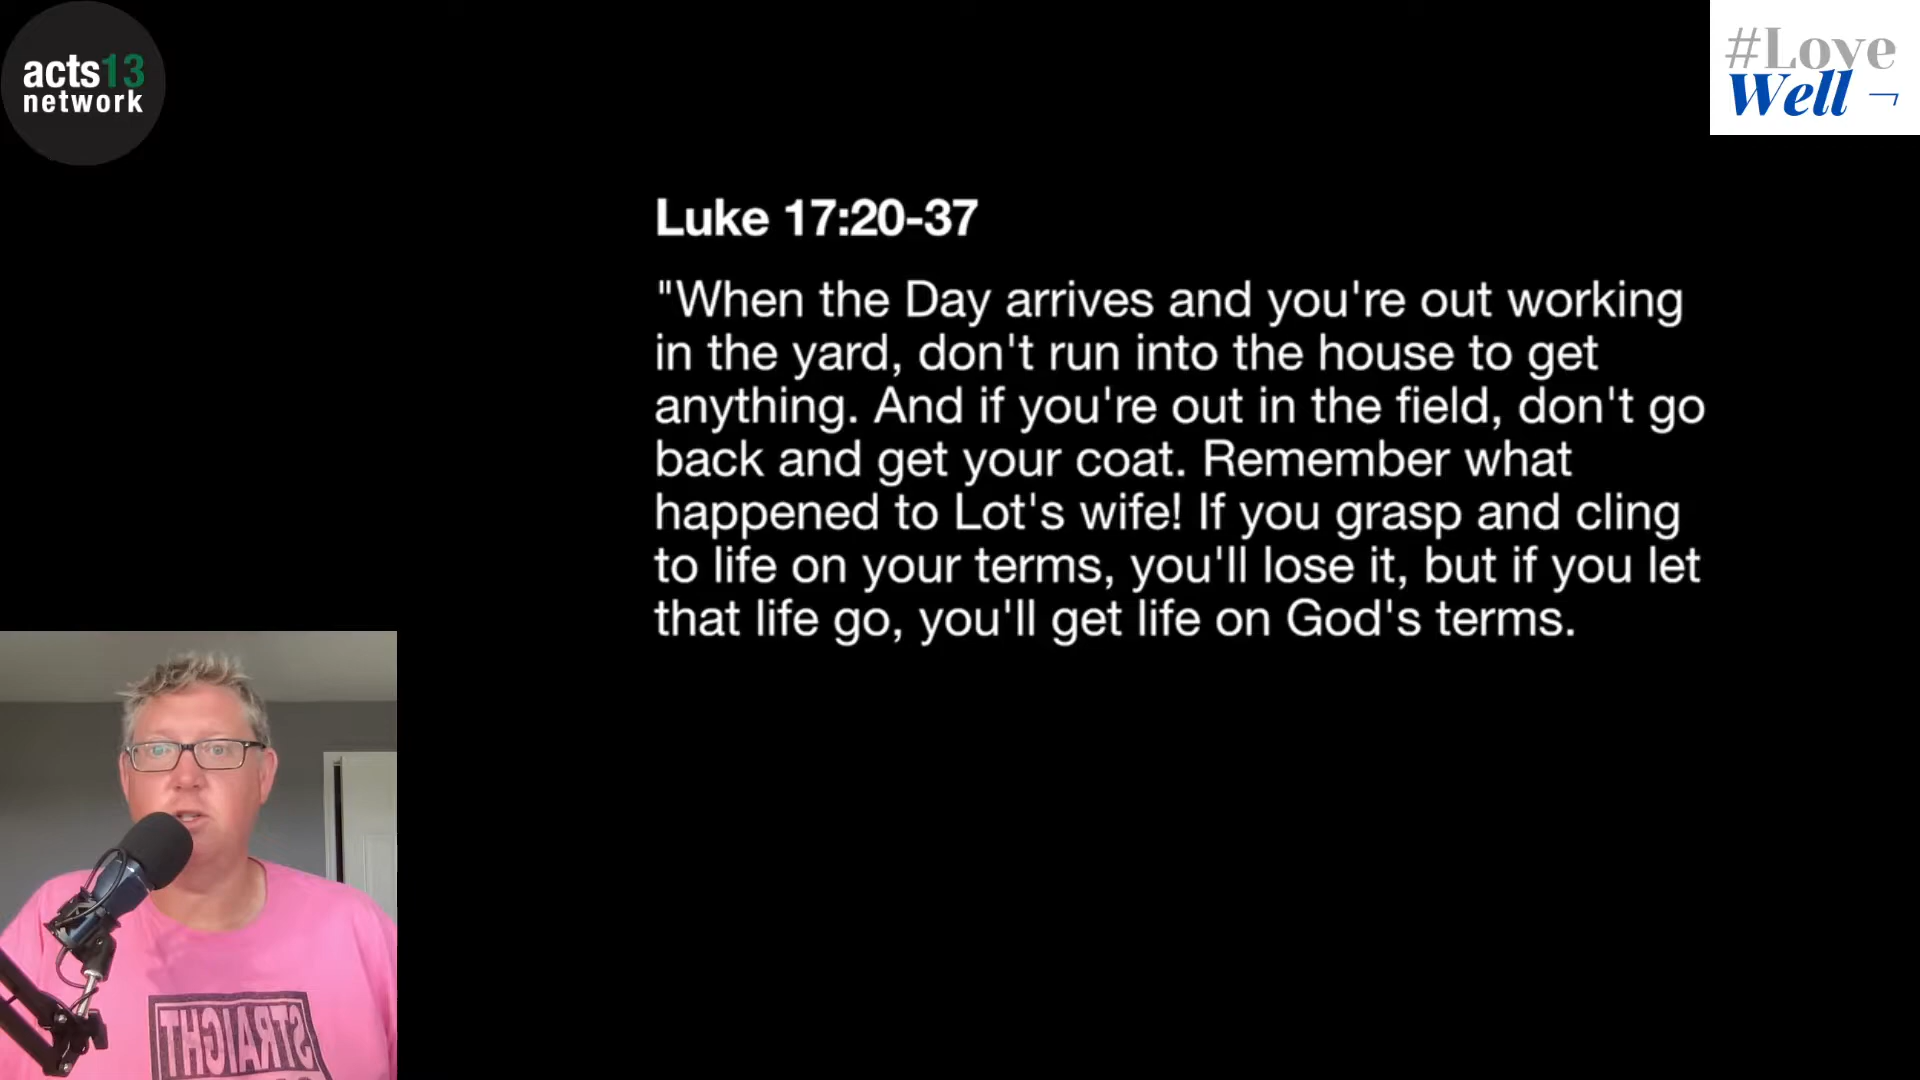 acts13
network
#Love
Well
Luke 17:20-37
"When the Day arrives and you're out working
in the yard, don't run into the house to get
anything. And if you're out in the field, don't go
back and get your coat. Remember what
happened to Lot's wife! If you grasp and cling
to life on your terms, you'll lose it, but if you let
that life go, you'll get life on God's terms.
STRAIGHT